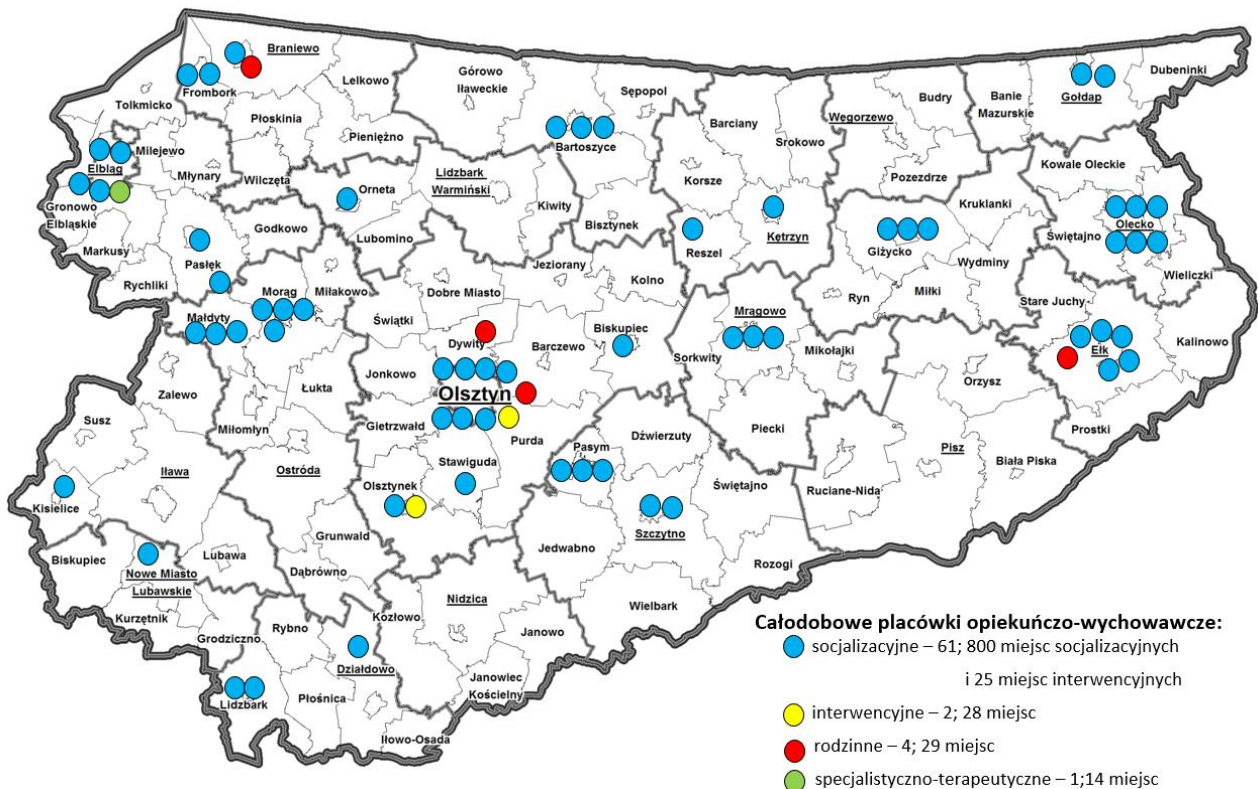 Braniewo
Frombork
Lelkowo
Górowo
Iławeckie
Sępopol
Budry
Banie
Mazurskie
Gołdap
Dubeninki
Tolkmicko
Płoskinia
Pieniężno
Bartoszyce
Barciany
Srokowo
Węgorzewo
Milejewo
Elbląg
Młynary
Wilczęta
Orneta
Lidzbark
Warmiński
Kiwity
Korsze
Pozezdrze
Kowale Oleckie
Gronowo
Elbląskie
Markusy
Godkowo
Lubomino
Bisztynek
Reszel
Kętrzyn
Giżycko
Kruklanki
Świętajno
Olecko
Pasłęk
Rychliki
Morąg
Miłakowo
Dobre Miasto
Jeziorany
Kolno
Wydminy
Wieliczki
Małdyty
Świątki
Dywity
Barczewo
Biskupiec
Sorkwity
Mrągowo
Mikołajki
Ryn
Miłki
Stare Juchy
Ełk
Kalinowo
Zalewo
Łukta
Jonkowo
Olsztyn
Orzysz
Susz
Miłomłyn
Gietrzwałd
Purda
Dźwierzuty
Piecki
Prostki
Iława
Ostróda
Stawiguda
Pasym
Pisz
Biała Piska
Kisielice
Olsztynek
Świętajno
Ruciane-Nida
Szczytno
Grunwald
Jedwabno
Biskupiec
Lubawa
Dąbrówno
Rozogi
Nowe Miasto
Lubawskie
Nidzica
Wielbark
Kurzętnik
Grodziczno
Rybno
Kozłowo
Janowo
Działdowo
Lidzbark
Płośnica
Janowiec
Kościelny
Iłowo-Osada
Całodobowe placówki opiekuńczo-wychowawcze:
socjalizacyjne – 61; 800 miejsc socjalizacyjnych
i 25 miejsc interwencyjnych
interwencyjne – 2; 28 miejsc
rodzinne – 4; 29 miejsc
specjalistyczno-terapeutyczne – 1;14 miejsc